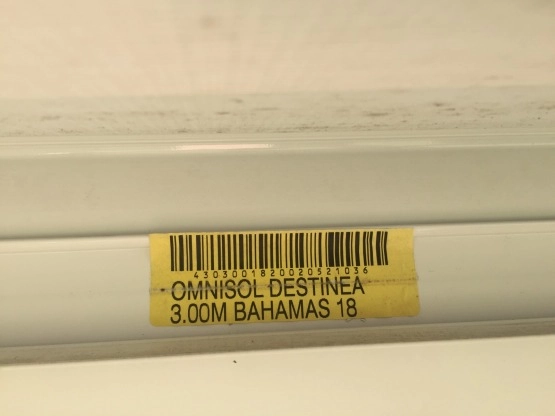 4303001820020521036
OMNISOL DESTINEA
3.00M BAHAMAS 18